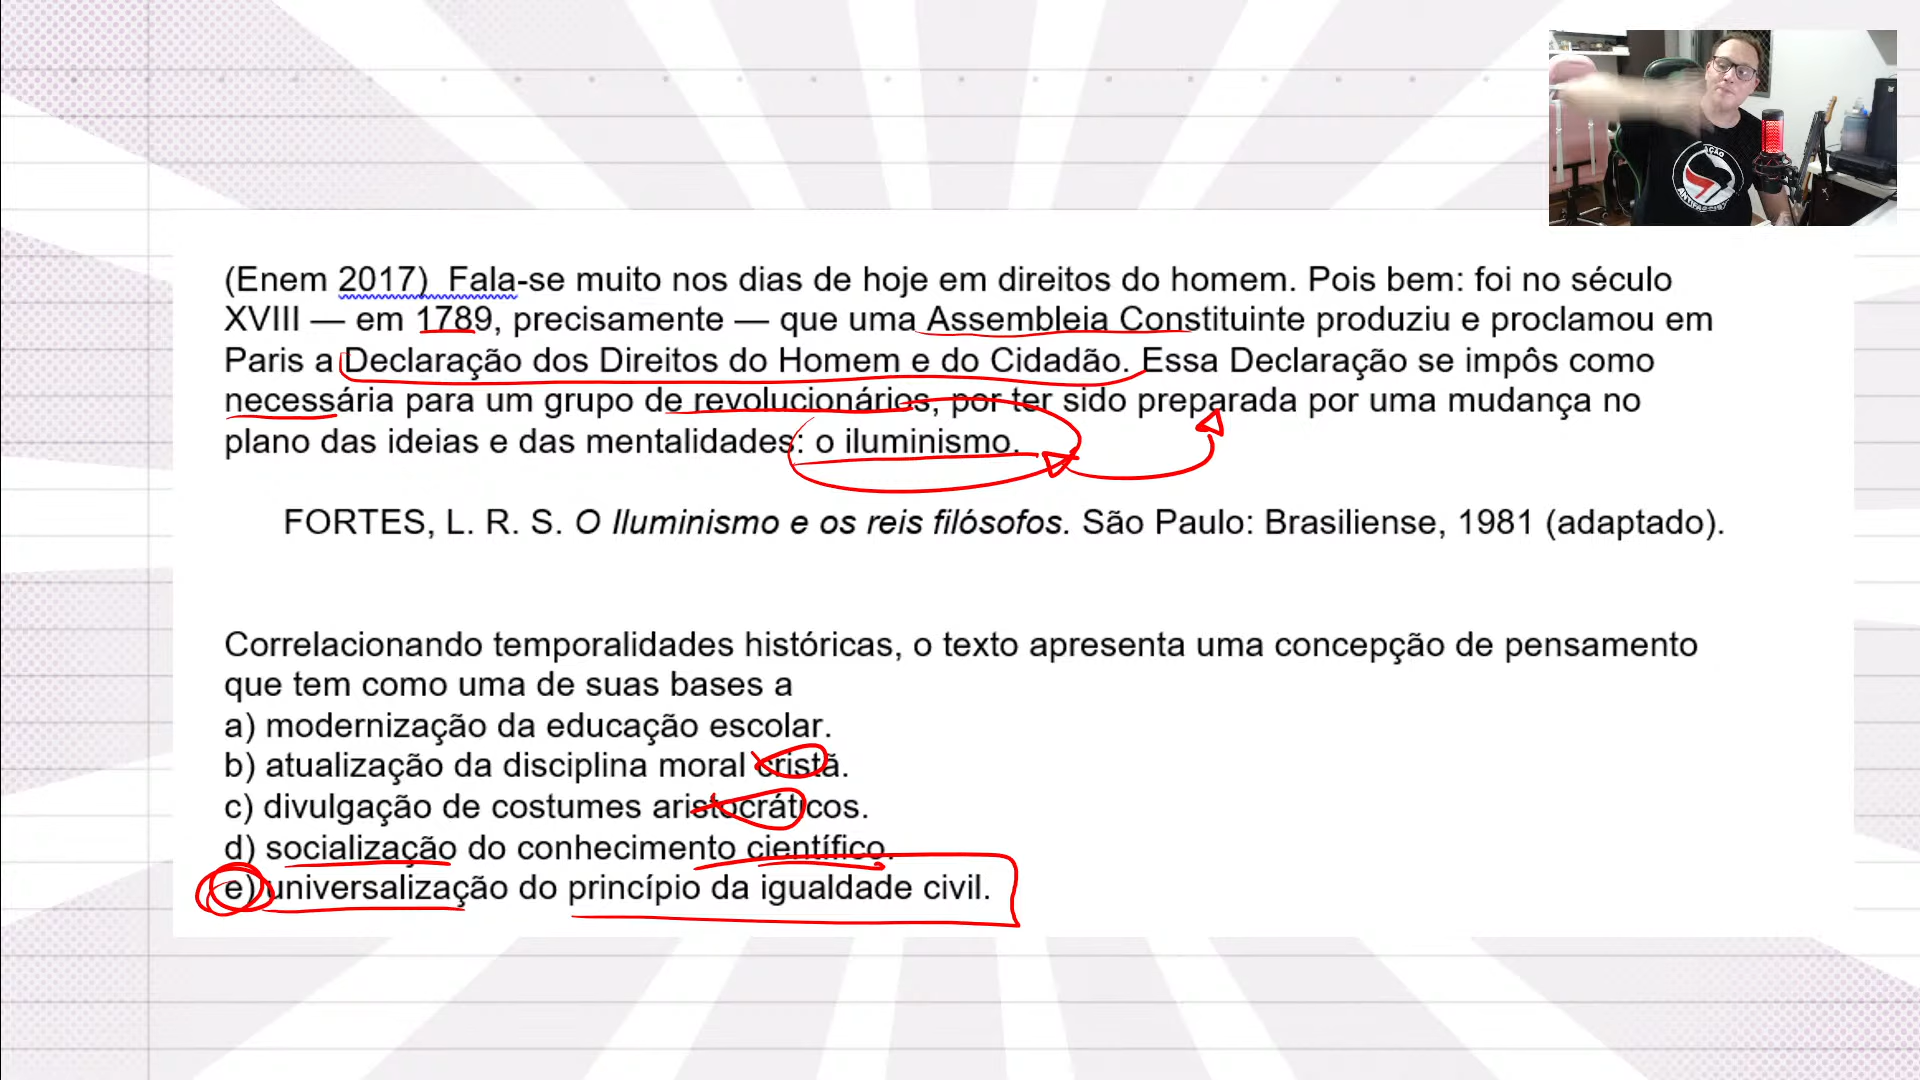 (Enem 2017)  Fala-se muito nos dias de hoje em direitos do homem. Pois bem: foi no século
XVIII — em 1789, precisamente — que uma Assembleia Constituinte produziu e proclamou em
Paris a Declaração dos Direitos do Homem e do Cidadão. Essa Declaração se impôs como
necessária para um grupo de revolucionários, por ter sido preparada por uma mudança no
plano das ideias e das mentalidades: o iluminismo.
FORTES, L. R. S. O Iluminismo e os reis filósofos. São Paulo: Brasiliense, 1981 (adaptado).
Correlacionando temporalidades históricas, o texto apresenta uma concepção de pensamento
que tem como uma de suas bases a
a) modernização da educação escolar.
b) atualização da disciplina moral cristã.
c) divulgação de costumes aristocráticos.
d) socialização do conhecimento científico.
e) universalização do princípio da igualdade civil.